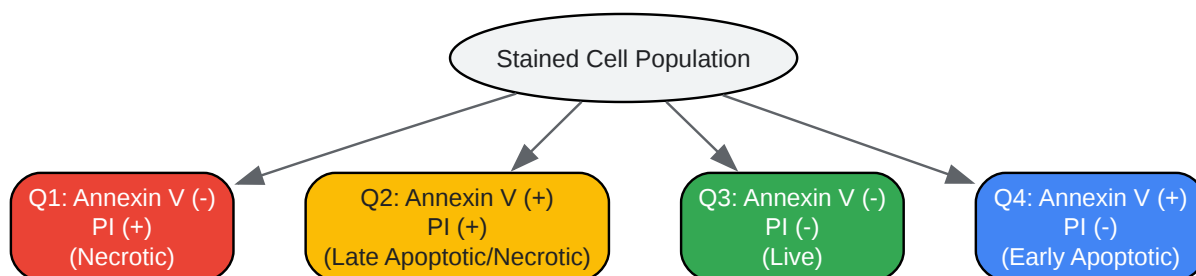 Stained Cell Population
Q1: Annexin V (-)
PI (+)
(Necrotic)
Q2: Annexin V (+)
PI (+)
(Late Apoptotic/Necrotic)
Q3: Annexin V (-)
PI (-)
(Live)
Q4: Annexin V (+)
PI (-)
(Early Apoptotic)